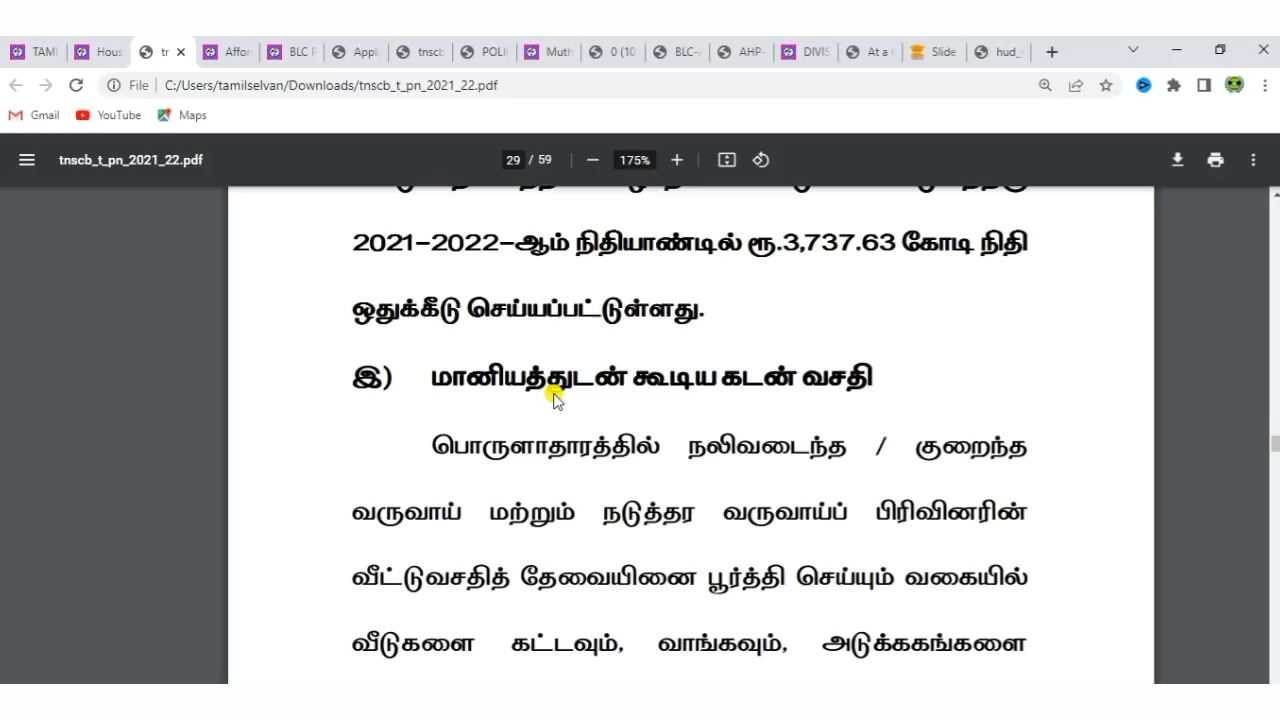 TAMI
Hous
tr
Affor
BLC P
Appl
tnscb
POLI
Muth
0 (10
BLC-
AHP-
DIVIS
At a
Slide
hud_
File
C:/Users/tamilselvan/Downloads/tnscb_t_pn_2021_22.pdf
Gmail YouTube Maps
tnscb_t_pn_2021_22.pdf 29 / 59 175%
2021-2022-ஆம் நிதியாண்டில் ரூ.3,737.63 கோடி நிதி
ஒதுக்கீடு செய்யப்பட்டுள்ளது.
இ) மானியத்துடன் கூடிய கடன் வசதி
பொருளாதாரத்தில் நலிவடைந்த / குறைந்த
வருவாய் மற்றும் நடுத்தர வருவாய்ப் பிரிவினரின்
வீட்டுவசதித் தேவையினை பூர்த்தி செய்யும் வகையில்
வீடுகளை கட்டவும், வாங்கவும், அடுக்ககங்களை